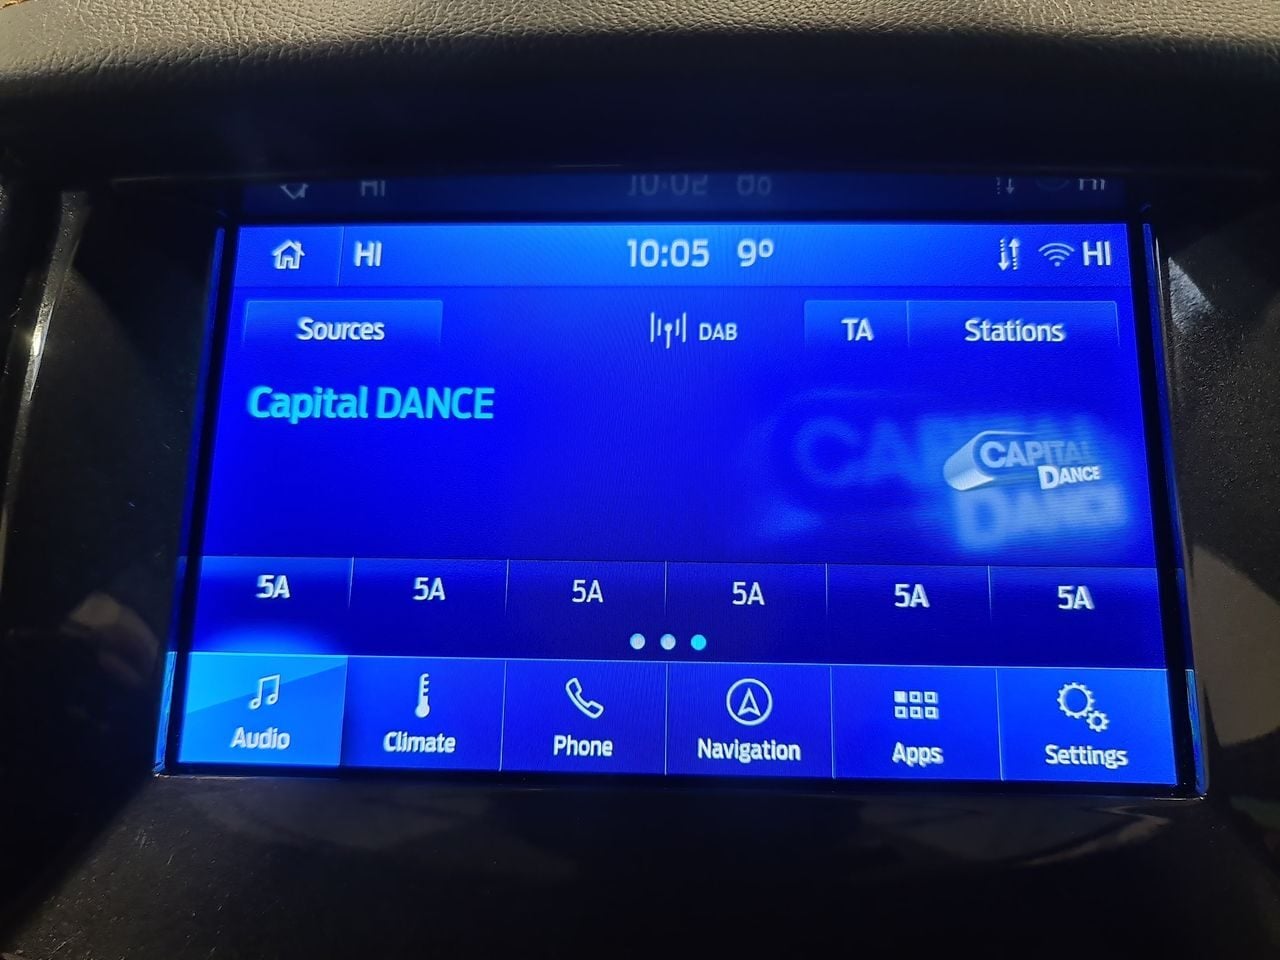 HI 10:05 9° HI
Sources DAB TA Stations
Capital DANCE
CAPITAL
DANCE
5A 5A 5A 5A 5A 5A
Audio Climate Phone Navigation Apps Settings